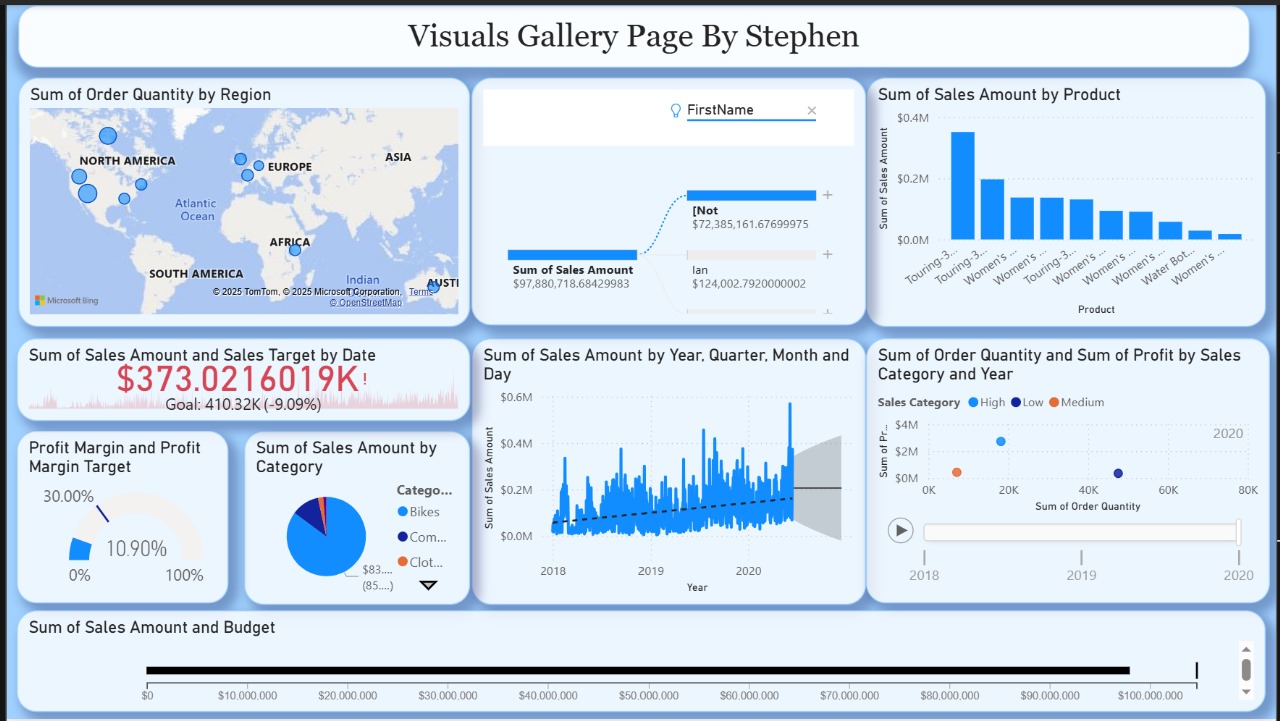 Visuals Gallery Page By Stephen
Sum of Order Quantity by Region
NORTH AMERICA
EUROPE
ASIA
Atlantic
Ocean
AFRICA
SOUTH AMERICA
Indian
AUSTI
© 2025 TomTom, © 2025 Microsoft Corporation, Terms
© OpenStreetMap
Microsoft Bing
FirstName ×
[Not
$72,385,161.67699975
Sum of Sales Amount
$97,880,718.68429983
Ian
$124,002.7920000002
Sum of Sales Amount by Product
Sum of Sales Amount
$0.4M
$0.2M
$0.0M
Touring-3...
Touring-3...
Women's ...
Women's ...
Touring-3...
Women's ...
Women's ...
Women's ...
Water Bot...
Women's ...
Product
Sum of Sales Amount and Sales Target by Date
$373.0216019K!
Goal: 410.32K (-9.09%)
Profit Margin and Profit
Margin Target
30.00%
10.90%
0% 100%
Sum of Sales Amount by
Category
Catego...
Bikes
Com...
Clot...
$83....
(85....)
Sum of Sales Amount by Year, Quarter, Month and
Day
Sum of Sales Amount
$0.6M
$0.4M
$0.2M
$0.0M
2018 2019 2020
Year
Sum of Order Quantity and Sum of Profit by Sales
Category and Year
Sales Category High Low Medium
Sum of Pr...
$4M
$2M
$0M
2020
0K 20K 40K 60K 80K
Sum of Order Quantity
2018 2019 2020
Sum of Sales Amount and Budget
$0 $10,000,000 $20,000,000 $30,000,000 $40,000,000 $50,000,000 $60,000,000 $70,000,000 $80,000,000 $90,000,000 $100,000,000